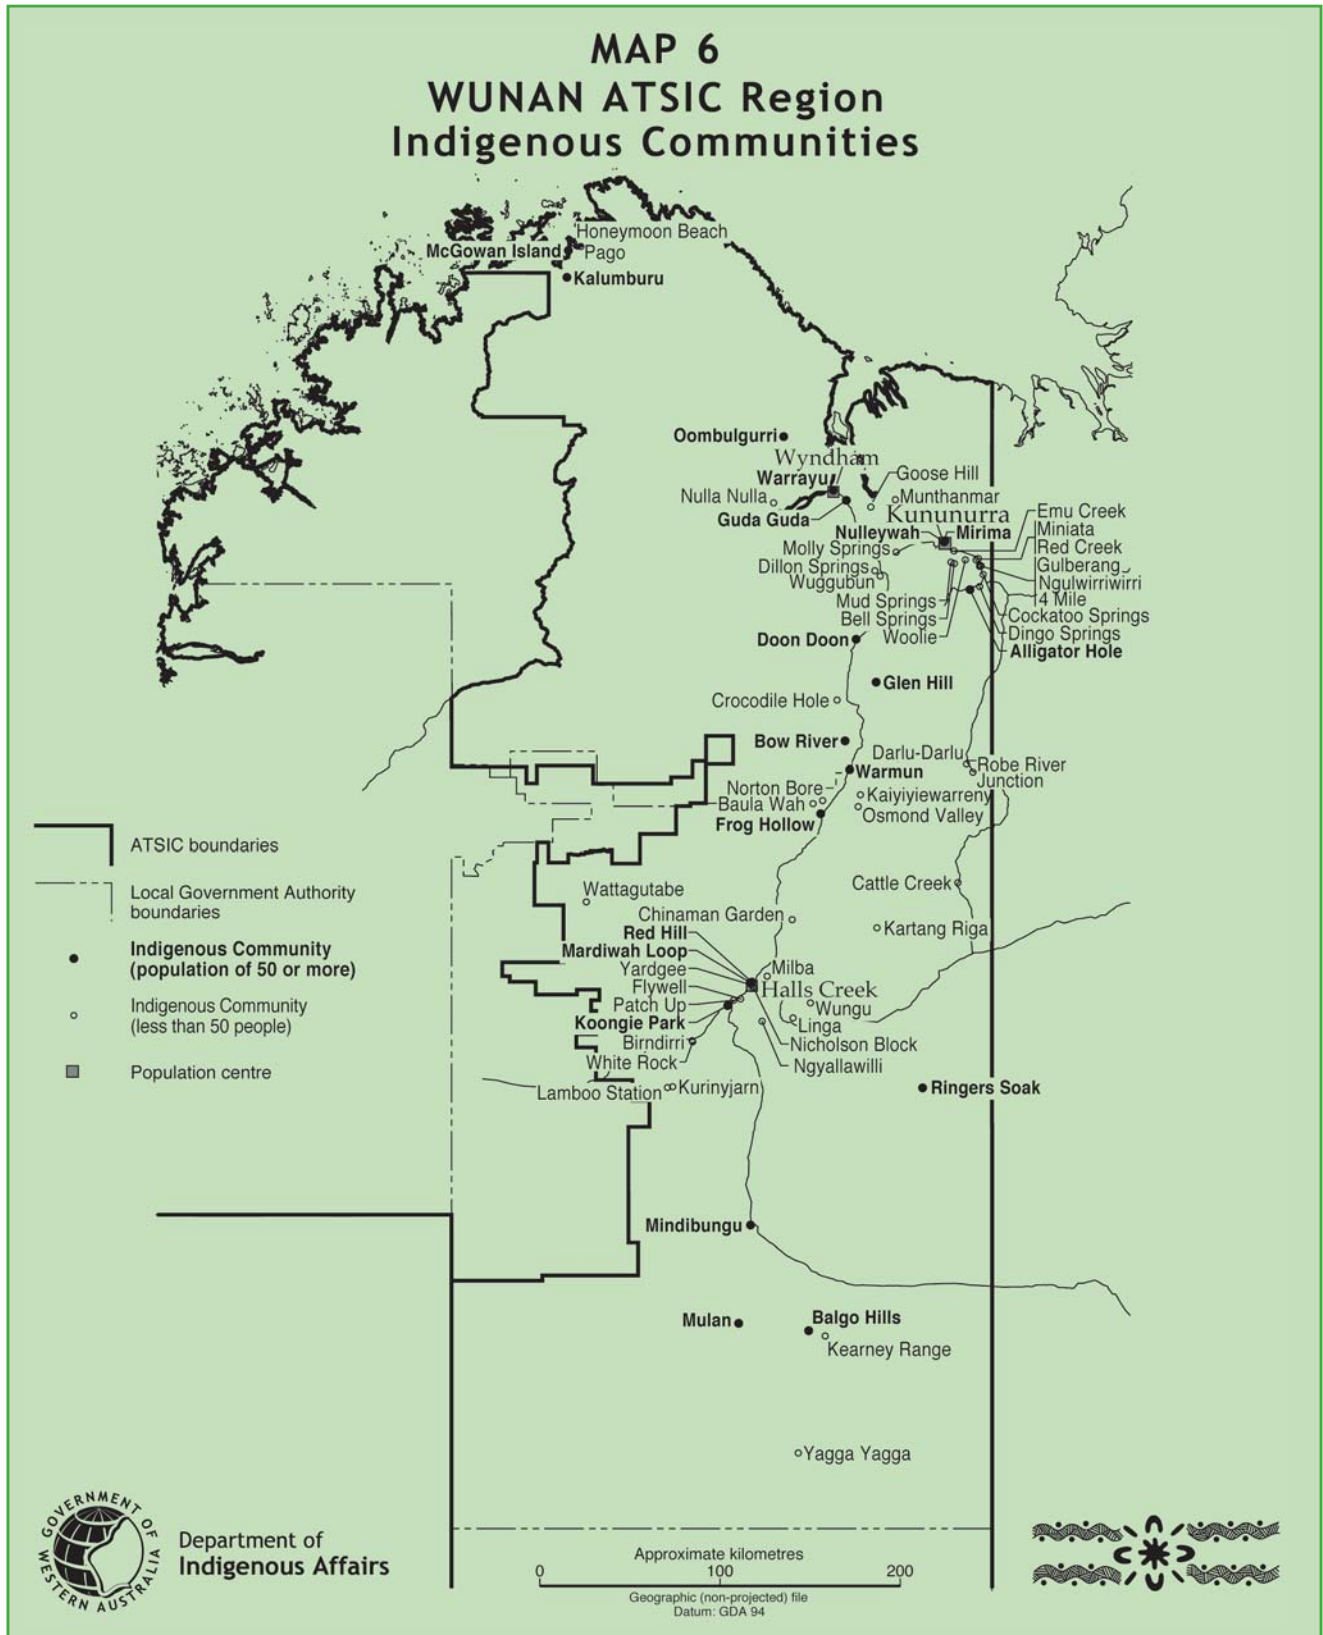 MAP 6
WUNAN ATSIC Region
Indigenous Communities
Honeymoon Beach
McGowan Island
Pago
Kalumburu
Oombulgurri
Wyndham
Warrayu
Goose Hill
Nulla Nulla
Munthanmar
Guda Guda
Kununurra
Emu Creek
Nulleywah
Mirima
Miniata
Molly Springs
Red Creek
Dillon Springs
Gulberang
Wuggubun
Ngulwirriwirri
Mud Springs
14 Mile
Bell Springs
Cockatoo Springs
Woolie
Dingo Springs
Doon Doon
Alligator Hole
Glen Hill
Crocodile Hole
Bow River
Darlu-Darlu
Warmun
Robe River
Junction
Norton Bore
Kaiyiyiewarreny
Baula Wah
Osmond Valley
Frog Hollow
ATSIC boundaries
Cattle Creek
Local Government Authority
boundaries
Wattagutabe
Chinaman Garden
Kartang Riga
Red Hill
Indigenous Community
(population of 50 or more)
Mardiwah Loop
Yardgee
Milba
Flywell
Halls Creek
Indigenous Community
(less than 50 people)
Patch Up
Wungu
Koongie Park
Linga
Birndirri
Nicholson Block
White Rock
Ngyallawilli
Population centre
Lamboo Station
Kurinyjarn
Ringers Soak
Mindibungu
Mulan
Balgo Hills
Kearney Range
Yagga Yagga
GOVERNMENT OF
WESTERN AUSTRALIA
Department of
Indigenous Affairs
Approximate kilometres
0 100 200
Geographic (non-projected) file
Datum: GDA 94